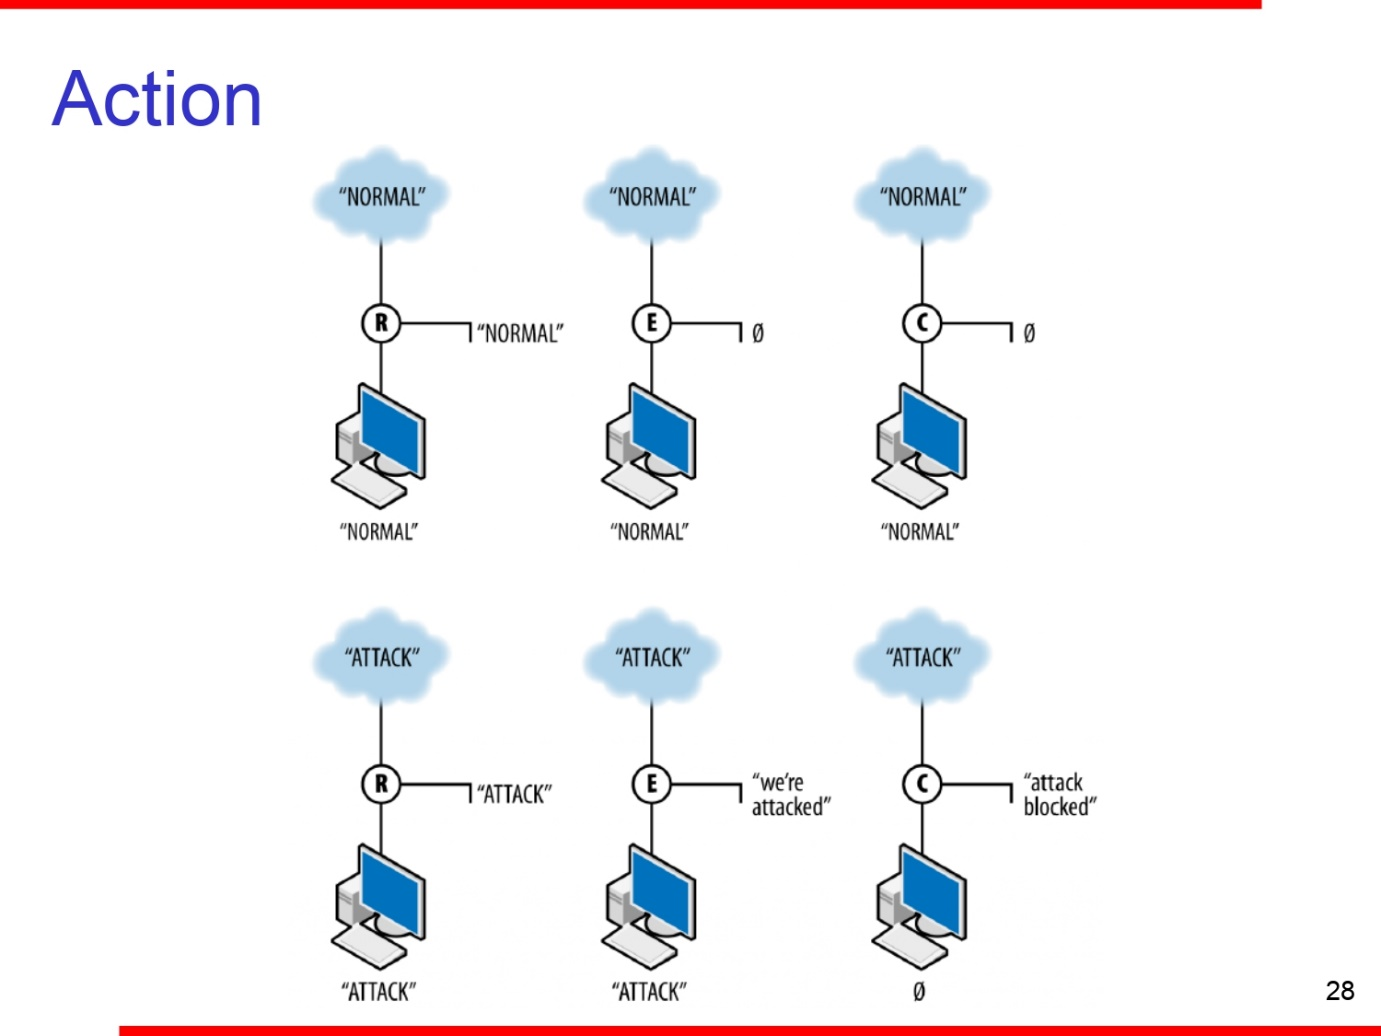 Action
“NORMAL” “NORMAL” “NORMAL”
R “NORMAL” E Ø C Ø
“NORMAL” “NORMAL” “NORMAL”
“ATTACK” “ATTACK” “ATTACK”
R “ATTACK” E “we’re attacked” C “attack blocked”
“ATTACK” “ATTACK” Ø
28